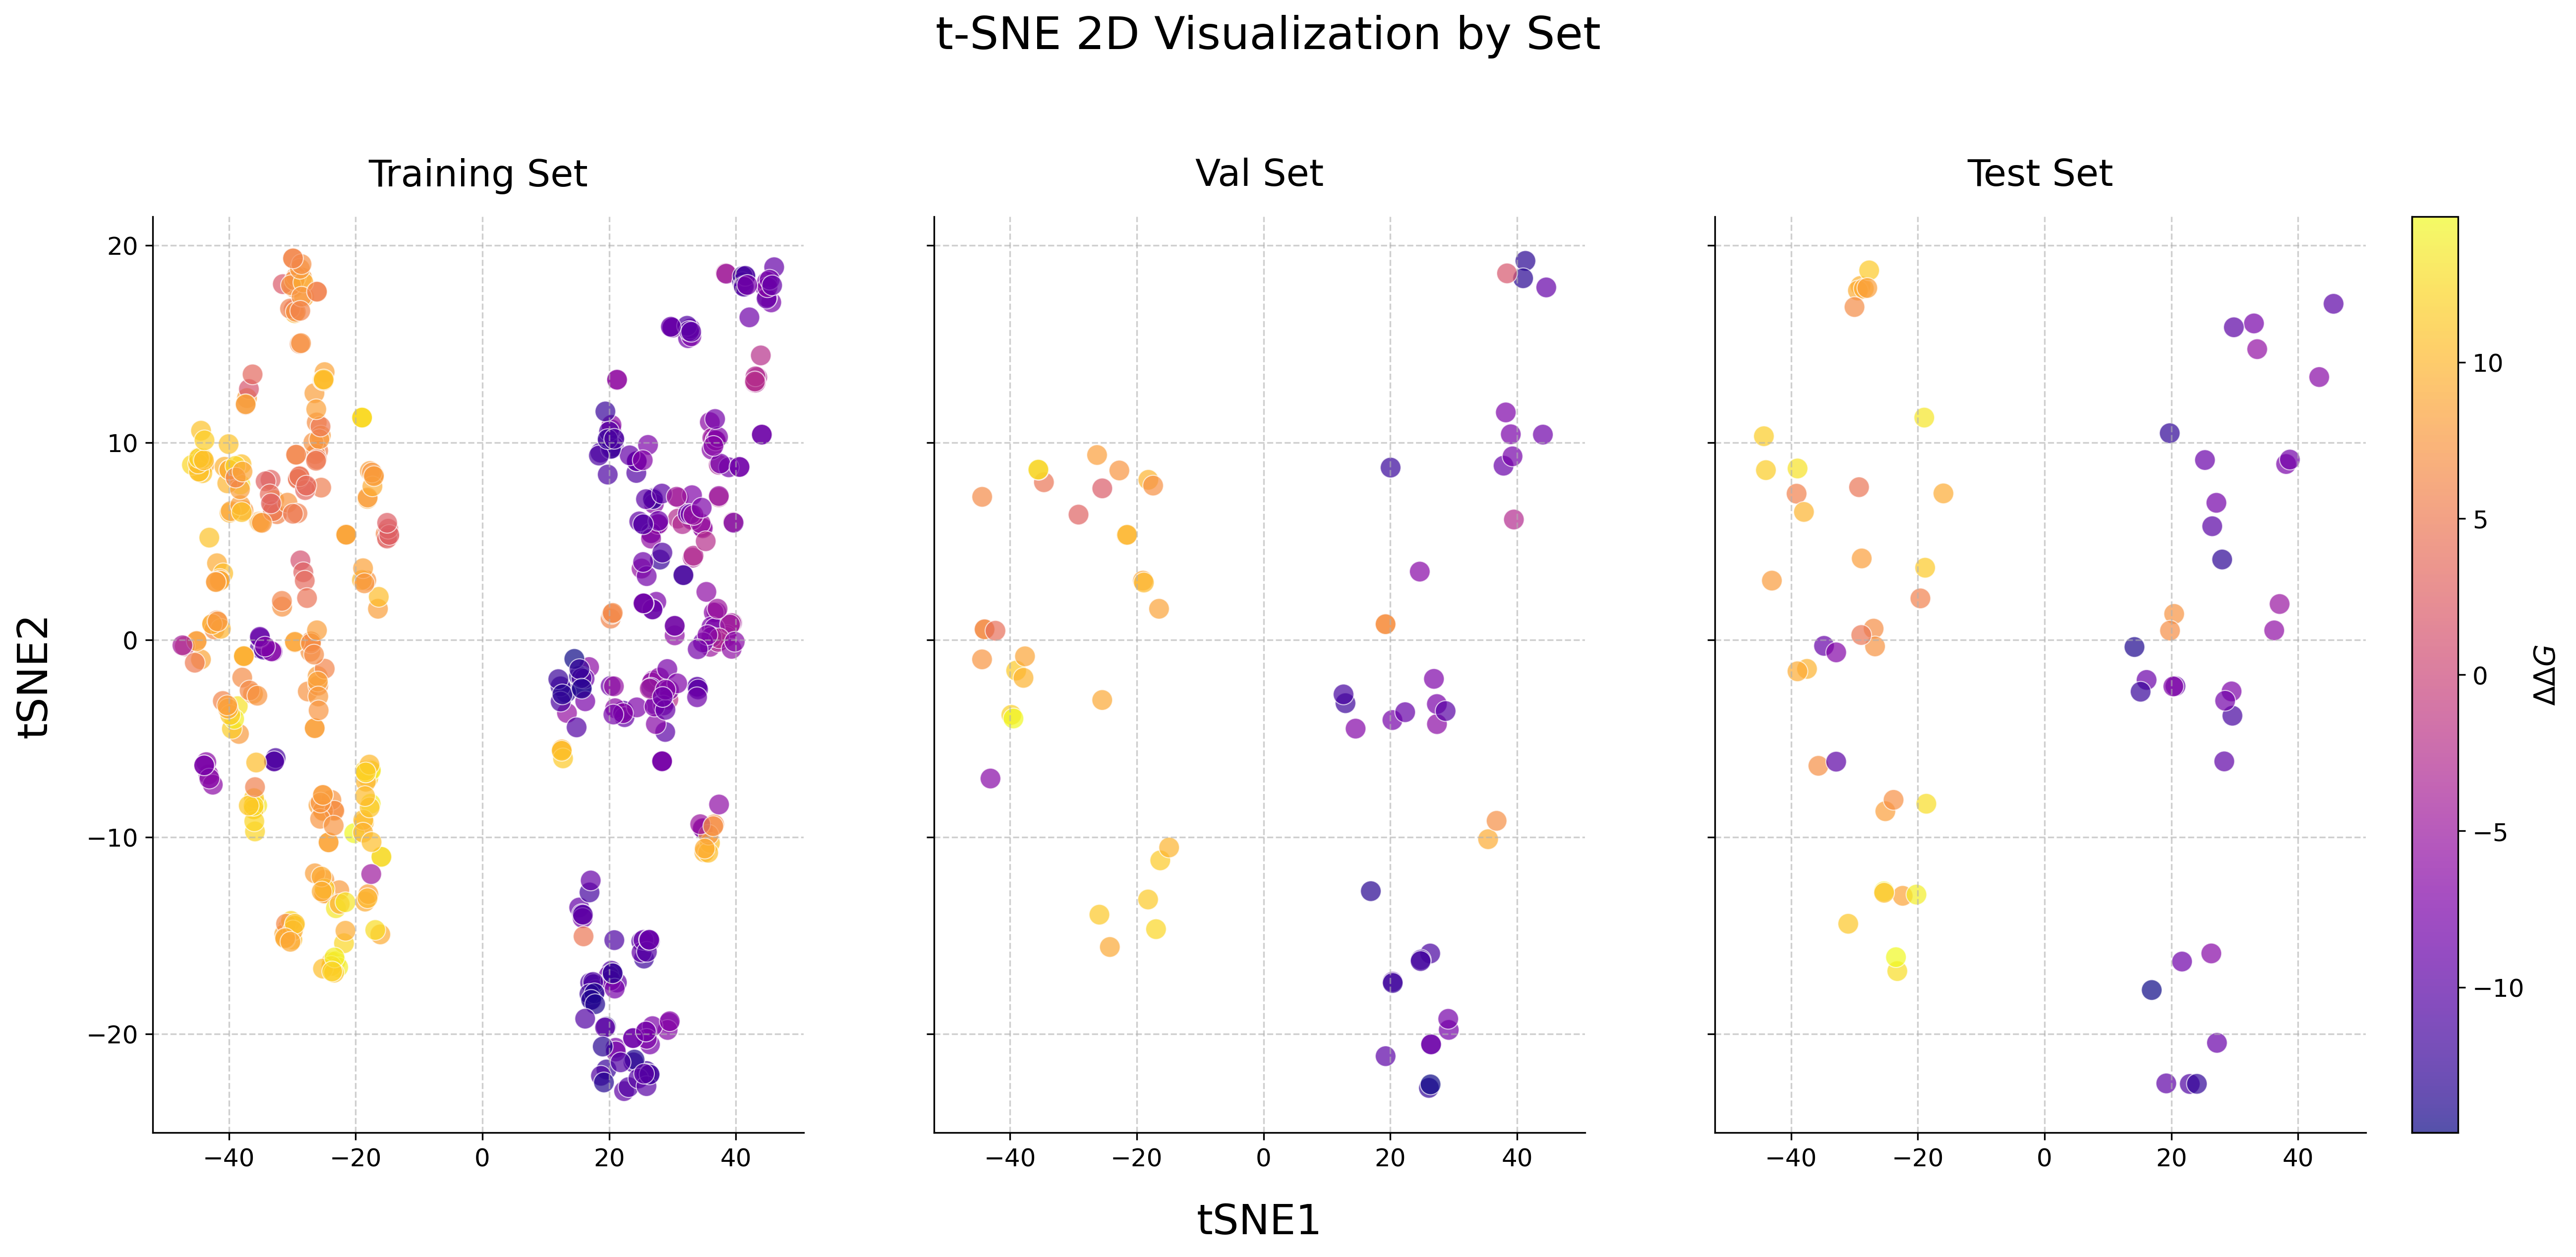 t-SNE 2D Visualization by Set
Training Set
Val Set
Test Set
20
10
0
−10
−20
tSNE2
−40 −20 0 20 40
−40 −20 0 20 40
−40 −20 0 20 40
tSNE1
10
5
0
−5
−10
ΔΔG